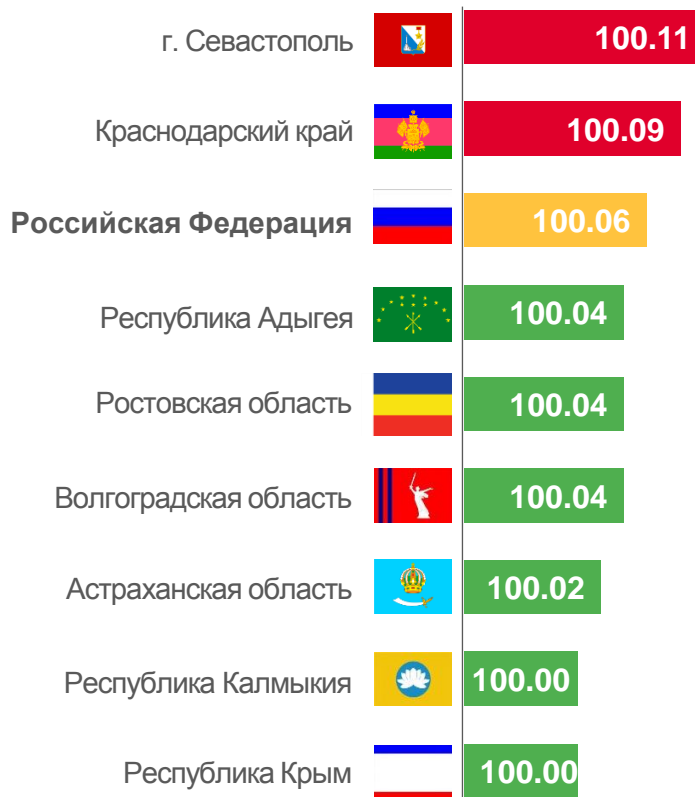 г. Севастополь 100.11
Краснодарский край 100.09
Российская Федерация 100.06
Республика Адыгея 100.04
Ростовская область 100.04
Волгоградская область 100.04
Астраханская область 100.02
Республика Калмыкия 100.00
Республика Крым 100.00